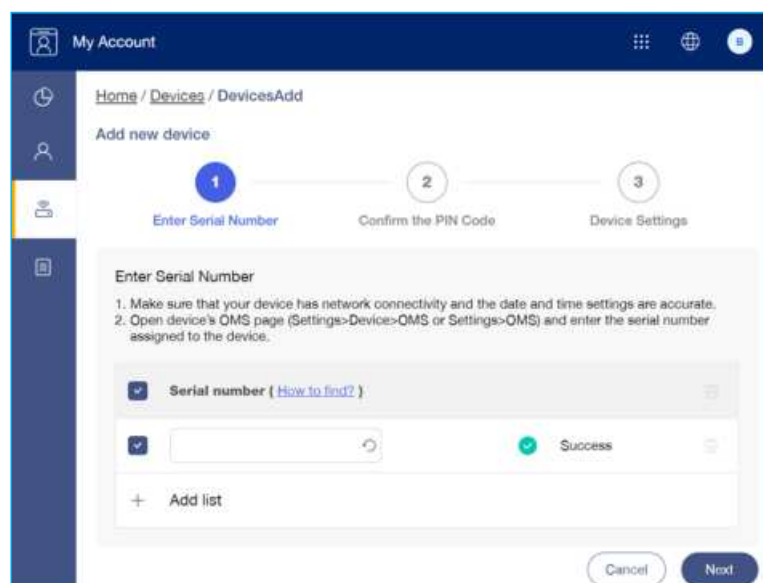 My Account
B
Home / Devices / DevicesAdd
Add new device
1
2
3
Enter Serial Number
Confirm the PIN Code
Device Settings
Enter Serial Number
1. Make sure that your device has network connectivity and the date and time settings are accurate.
2. Open device's OMS page (Settings>Device>OMS or Settings>OMS) and enter the serial number
assigned to the device.
Serial number ( How to find? )
Success
+ Add list
Cancel
Next